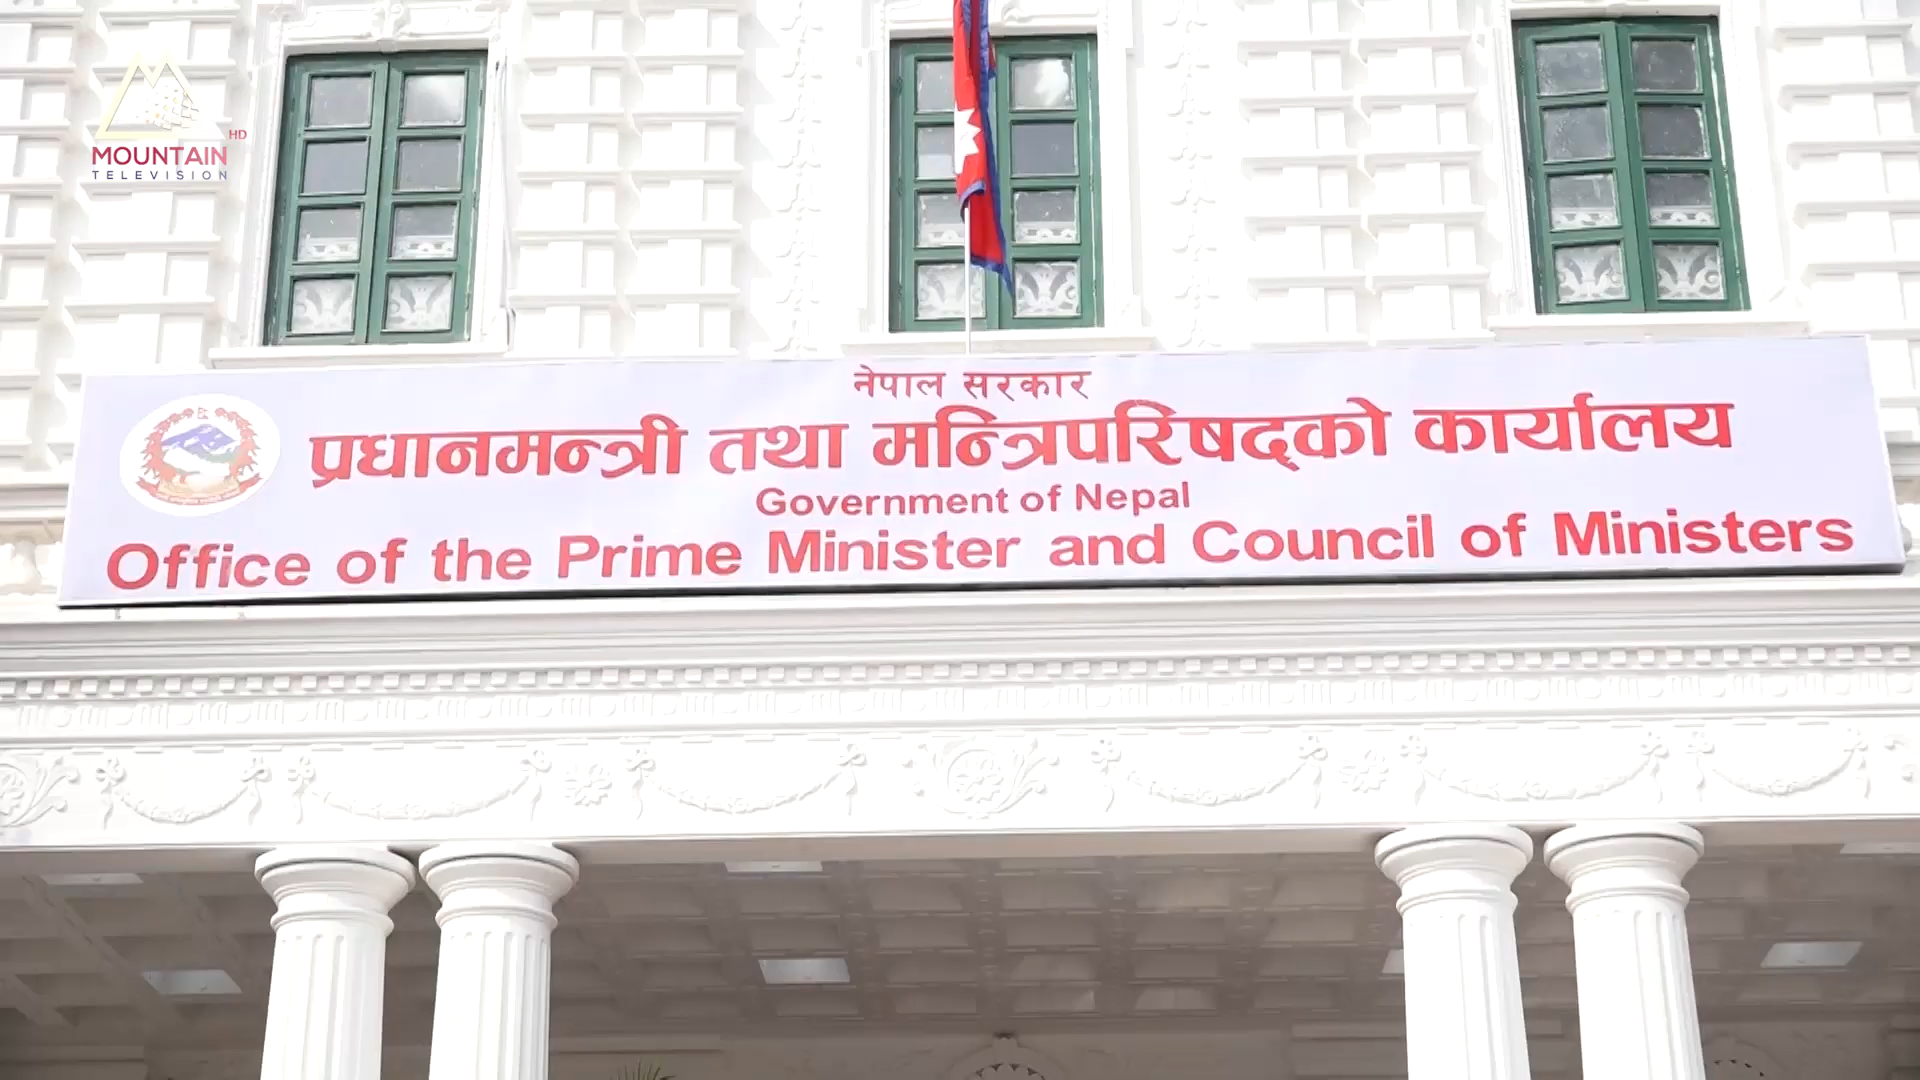 MOUNTAIN HD
TELEVISION
नेपाल सरकार
प्रधानमन्त्री तथा मन्त्रिपरिषद्को कार्यालय
Government of Nepal
Office of the Prime Minister and Council of Ministers